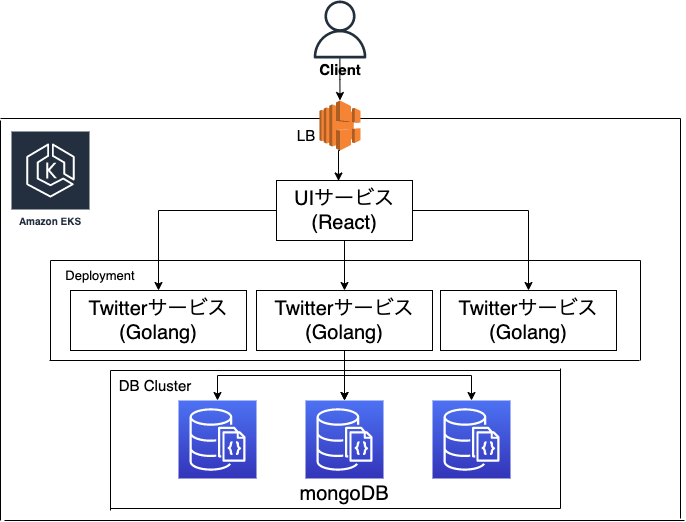 Client
LB
Amazon EKS
UIサービス
(React)
Deployment
Twitterサービス
(Golang)
Twitterサービス
(Golang)
Twitterサービス
(Golang)
DB Cluster
mongoDB